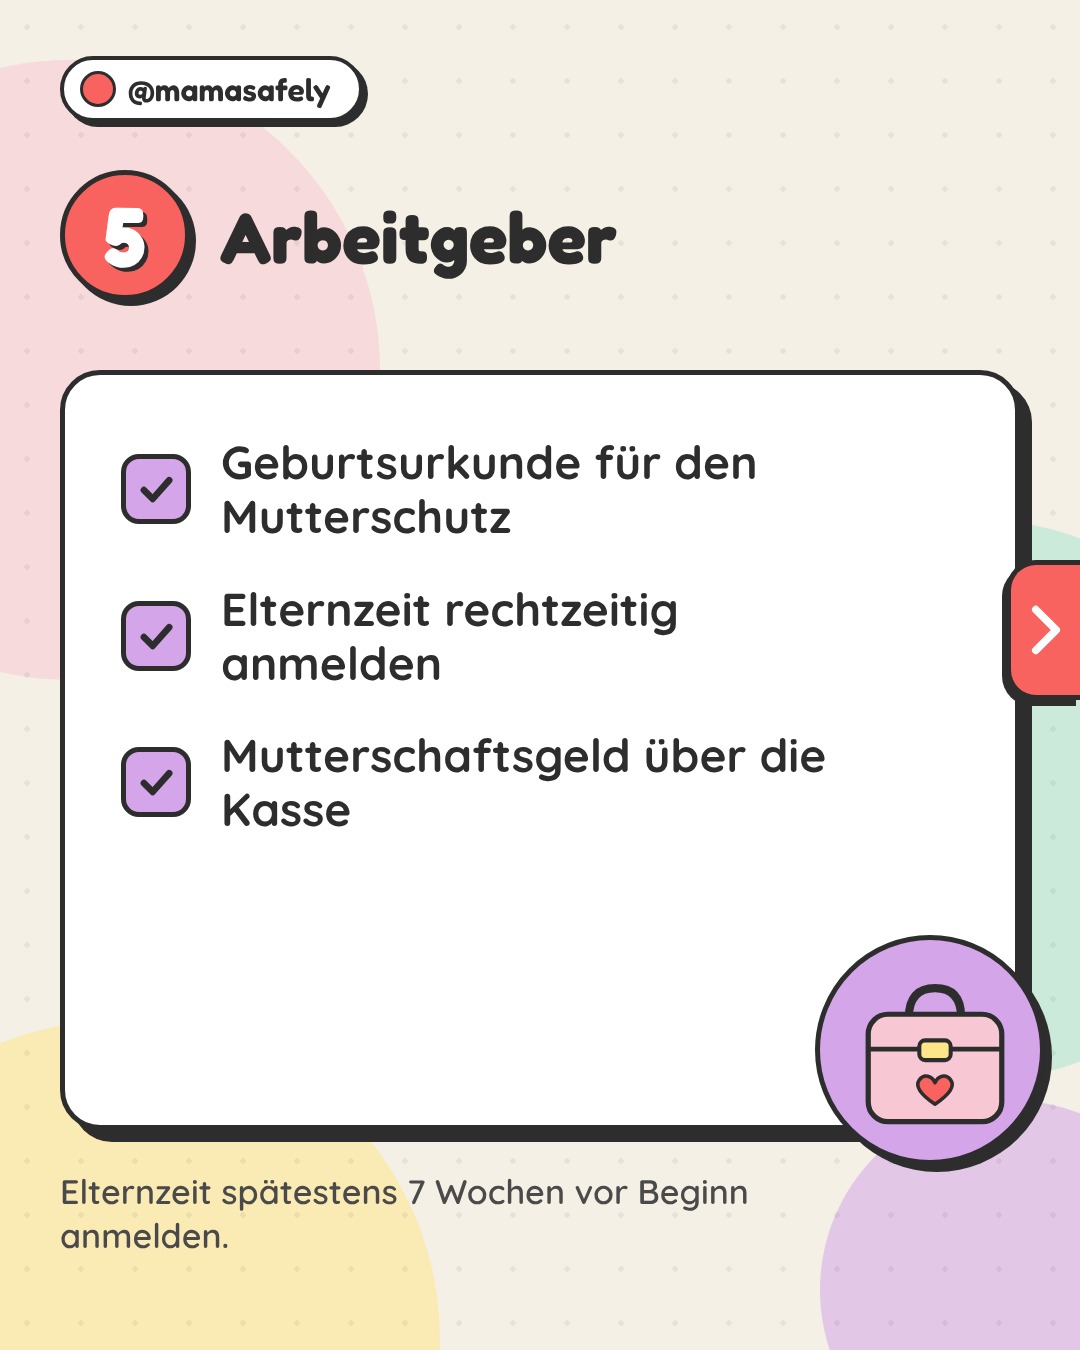 @mamasafely
5 Arbeitgeber
Geburtsurkunde für den
Mutterschutz
Elternzeit rechtzeitig
anmelden
Mutterschaftsgeld über die
Kasse
Elternzeit spätestens 7 Wochen vor Beginn
anmelden.